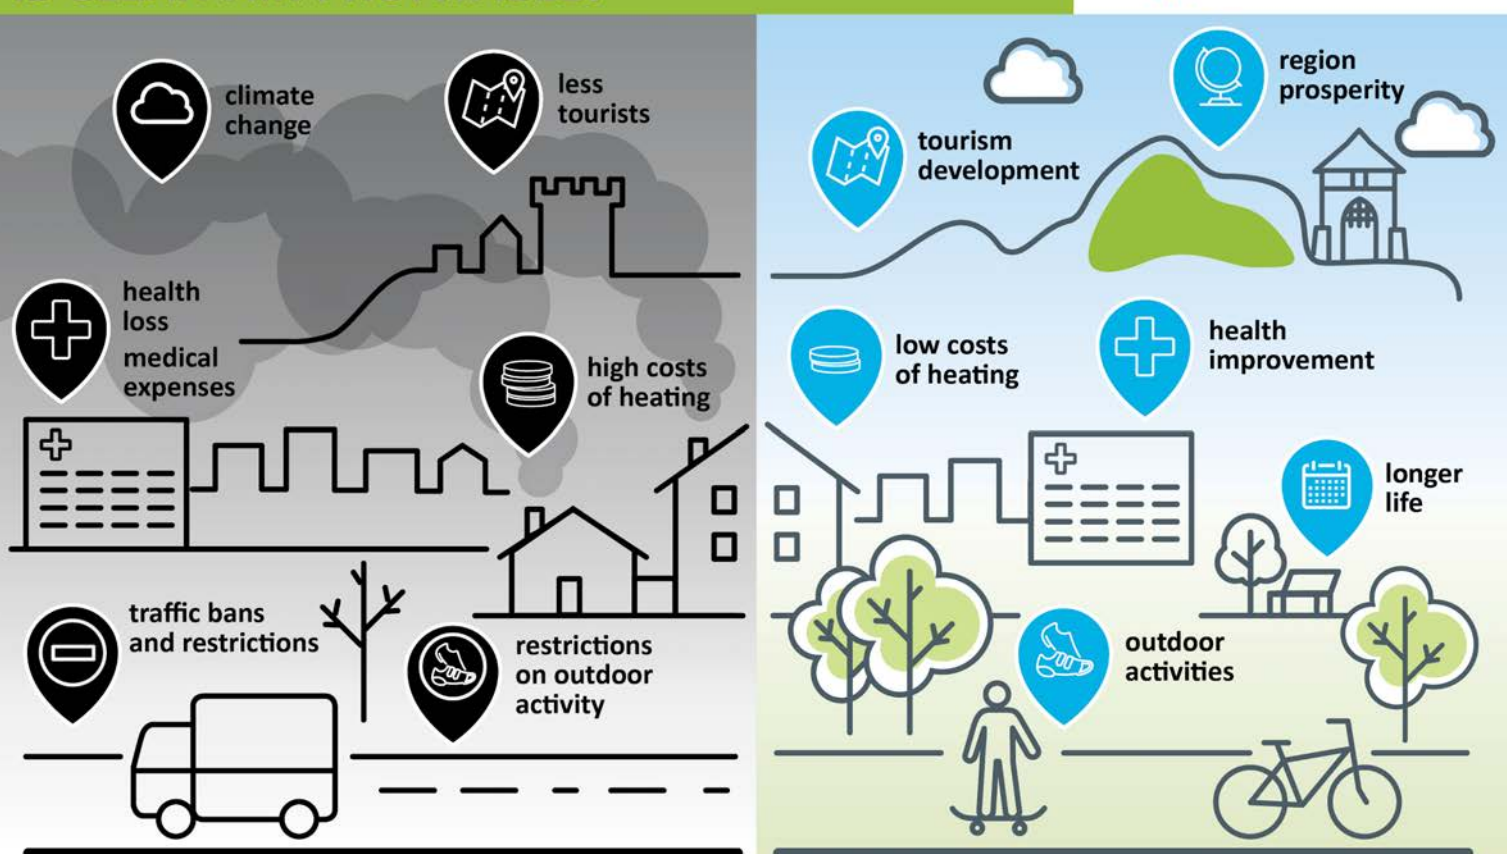 climate
change
less
tourists
health
loss
medical
expenses
high costs
of heating
traffic bans
and restrictions
restrictions
on outdoor
activity
region
prosperity
tourism
development
low costs
of heating
health
improvement
longer
life
outdoor
activities